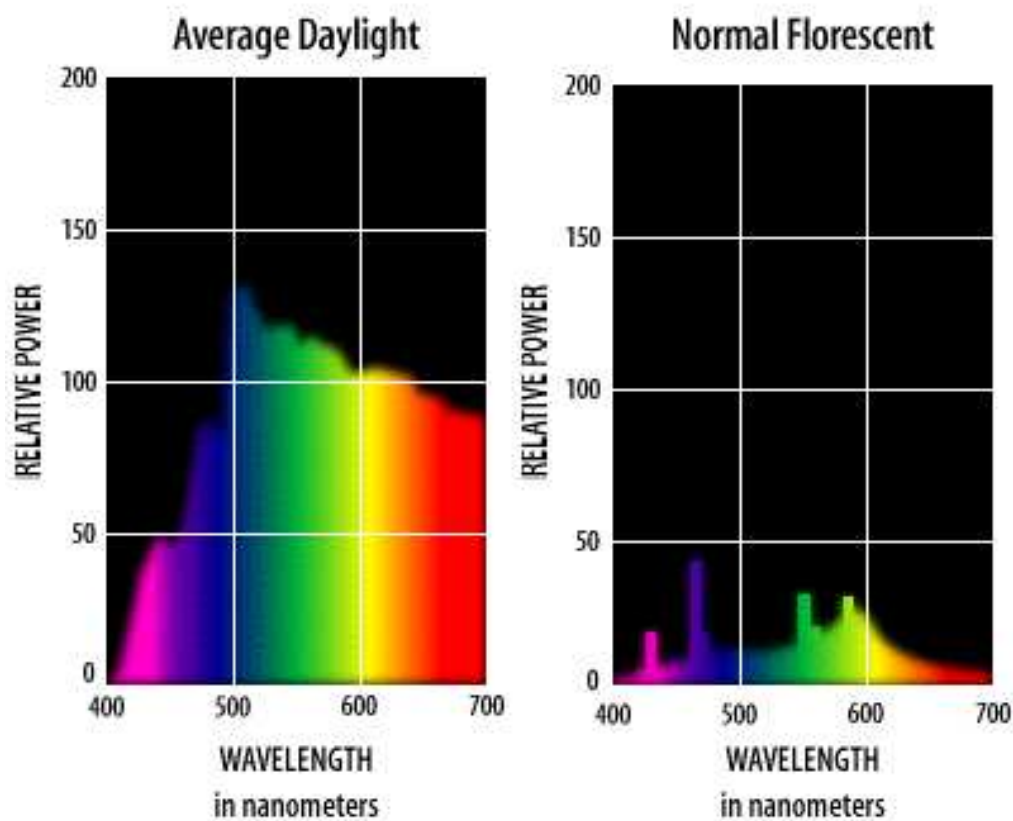 Average Daylight
200
150
100
50
0
RELATIVE POWER
400 500 600 700
WAVELENGTH
in nanometers
Normal Florescent
200
150
100
50
0
RELATIVE POWER
400 500 600 700
WAVELENGTH
in nanometers